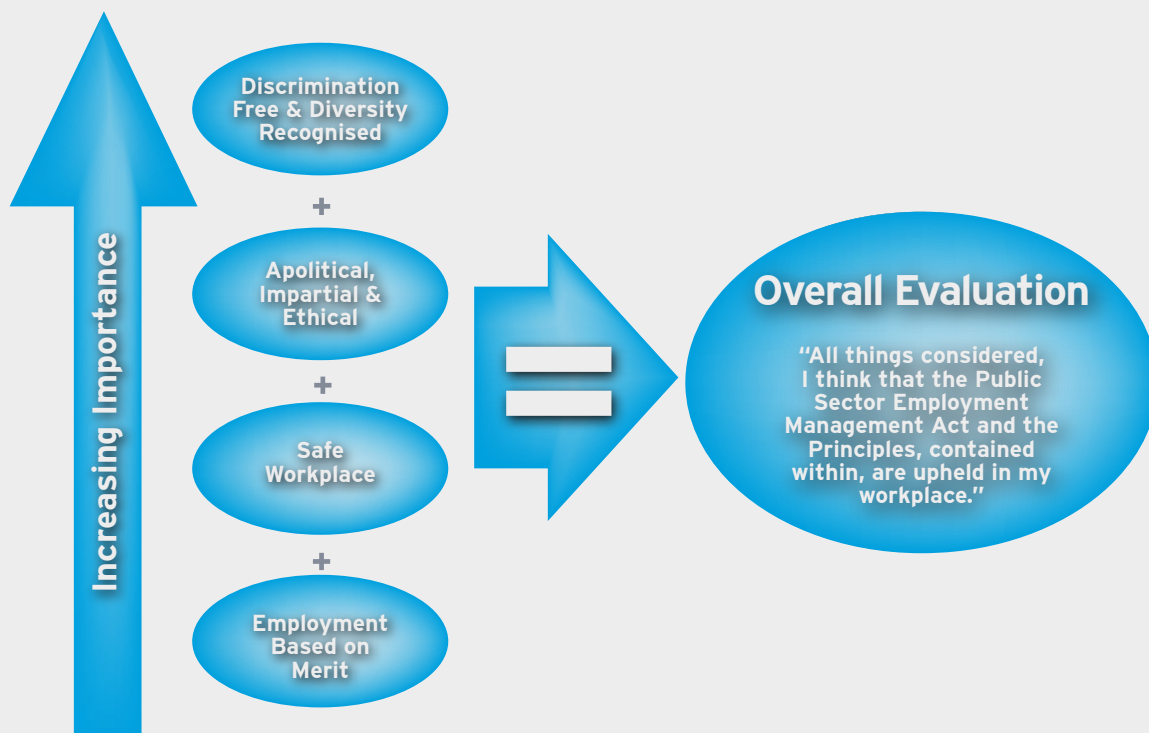 Increasing Importance
Discrimination
Free & Diversity
Recognised
+
Apolitical,
Impartial &
Ethical
+
Safe
Workplace
+
Employment
Based on
Merit
=
Overall Evaluation
“All things considered,
I think that the Public
Sector Employment
Management Act and the
Principles, contained
within, are upheld in my
workplace.”